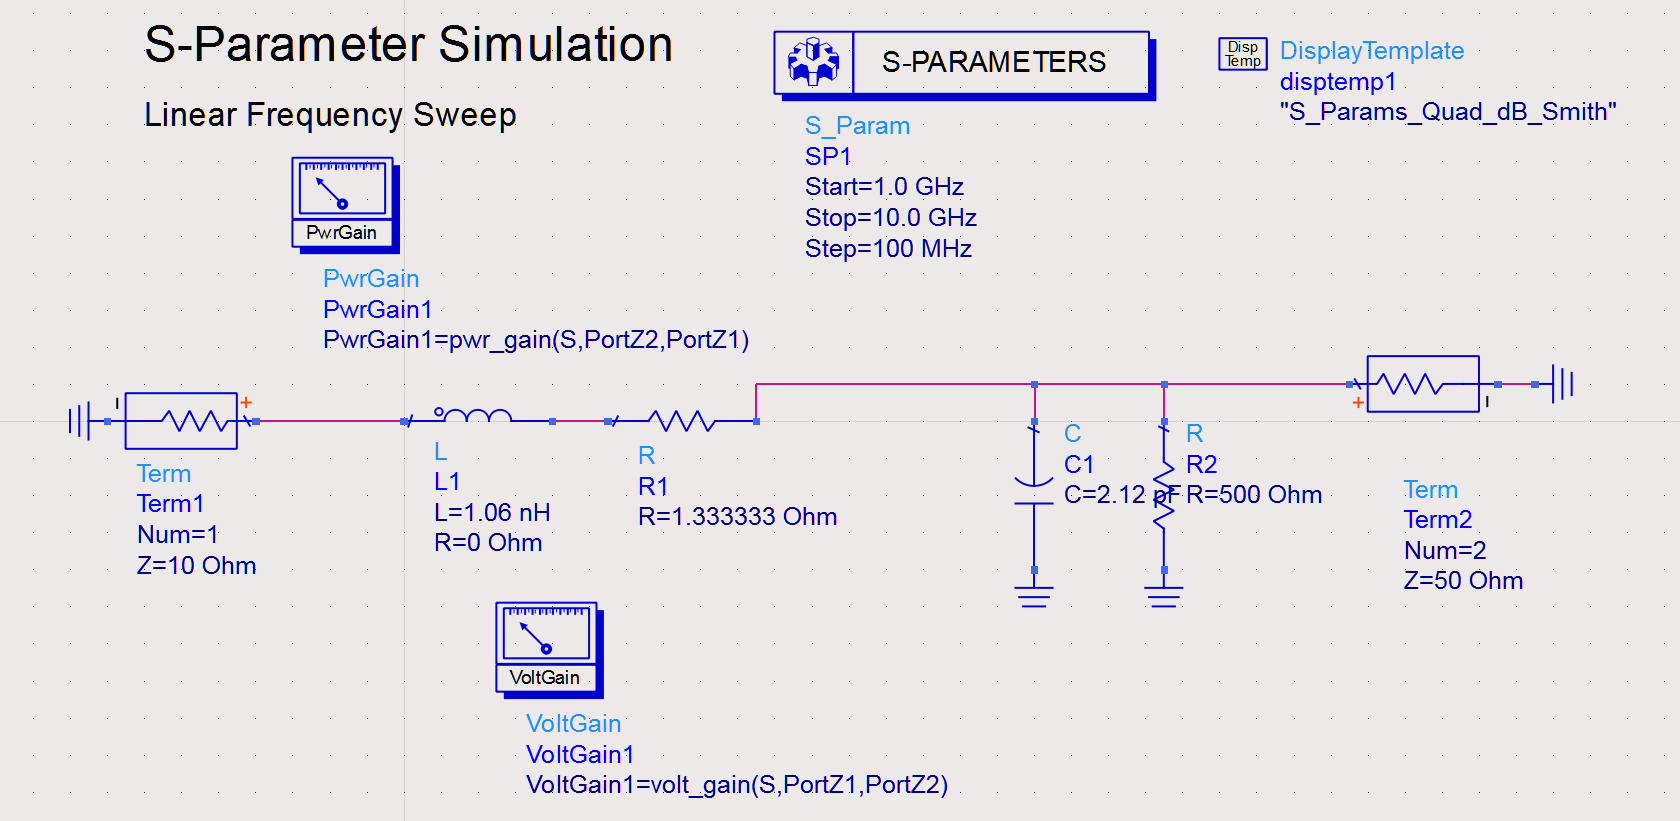 S-Parameter Simulation
Linear Frequency Sweep
S-PARAMETERS
S_Param
SP1
Start=1.0 GHz
Stop=10.0 GHz
Step=100 MHz
Disp
Temp
DisplayTemplate
disptemp1
"S_Params_Quad_dB_Smith"
PwrGain
PwrGain
PwrGain1
PwrGain1=pwr_gain(S,PortZ2,PortZ1)
Term
Term1
Num=1
Z=10 Ohm
L
L1
L=1.06 nH
R=0 Ohm
R
R1
R=1.333333 Ohm
C
C1
C=2.12 pF
R
R2
R=500 Ohm
Term
Term2
Num=2
Z=50 Ohm
VoltGain
VoltGain
VoltGain1
VoltGain1=volt_gain(S,PortZ1,PortZ2)